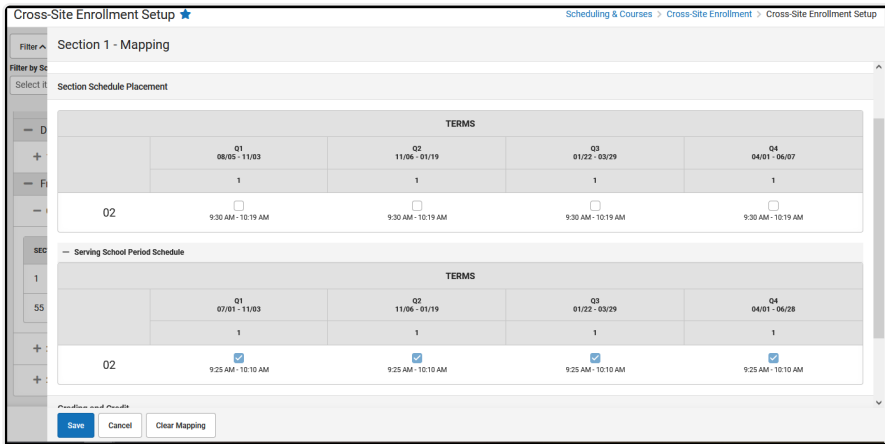 Cross-Site Enrollment Setup
Scheduling & Courses > Cross-Site Enrollment > Cross-Site Enrollment Setup
Filter
Section 1 - Mapping
Filter by Sc
Select it
Section Schedule Placement
TERMS
Q1 Q2 Q3 Q4
08/05 - 11/03 11/06 - 01/19 01/22 - 03/29 04/01 - 06/07
1 1 1 1
02
9:30 AM - 10:19 AM 9:30 AM - 10:19 AM 9:30 AM - 10:19 AM 9:30 AM - 10:19 AM
D
Fr
SEC
1
55
Serving School Period Schedule
TERMS
Q1 Q2 Q3 Q4
07/01 - 11/03 11/06 - 01/19 01/22 - 03/29 04/01 - 06/28
1 1 1 1
02
9:25 AM - 10:10 AM 9:25 AM - 10:10 AM 9:25 AM - 10:10 AM 9:25 AM - 10:10 AM
Grading and Credit
Save Cancel Clear Mapping